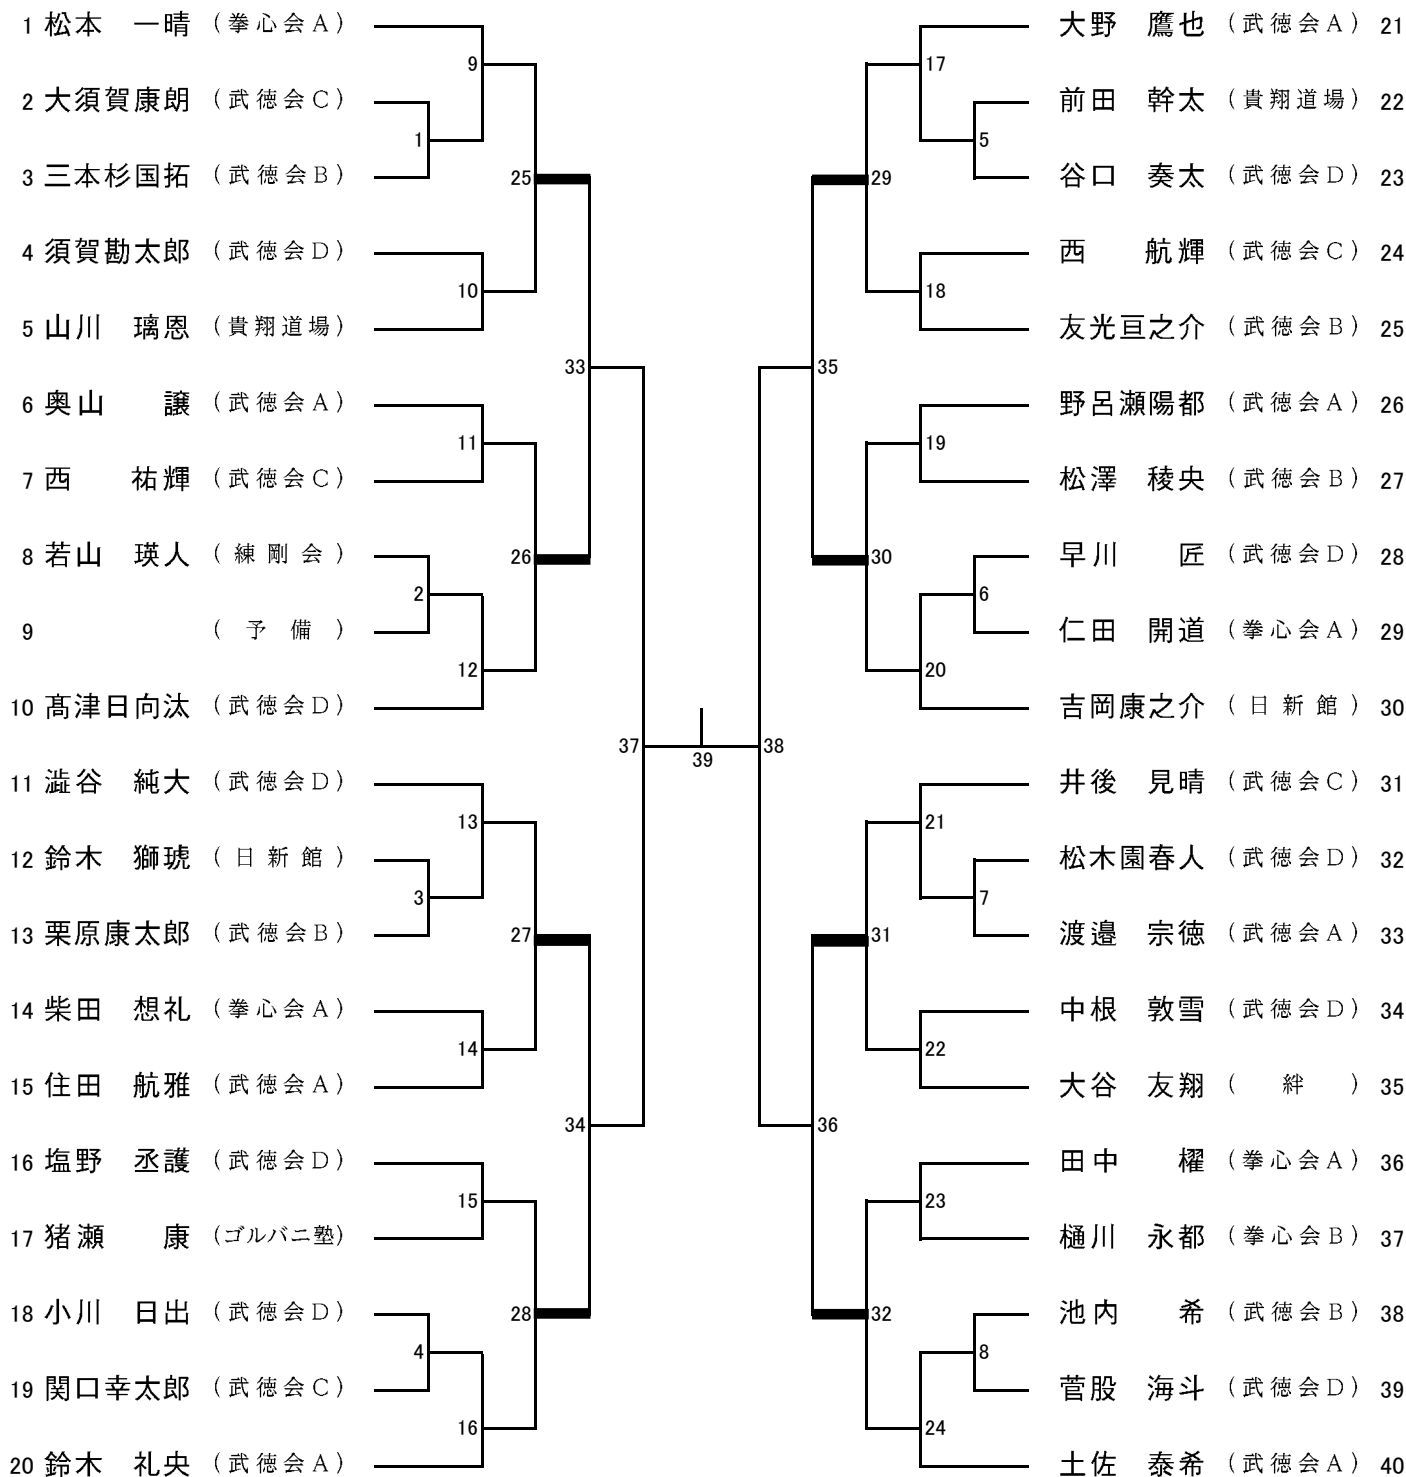 1 松本 一晴 (拳心会A)
2 大須賀康朗 (武徳会C)
3 三本杉国拓 (武徳会B)
4 須賀勘太郎 (武徳会D)
5 山川 璃恩 (貴翔道場)
6 奥山 譲 (武徳会A)
7 西 祐輝 (武徳会C)
8 若山 瑛人 (練剛会)
9 (予備)
10 髙津日向汰 (武徳会D)
11 澁谷 純大 (武徳会D)
12 鈴木 獅琥 (日新館)
13 栗原康太郎 (武徳会B)
14 柴田 想礼 (拳心会A)
15 住田 航雅 (武徳会A)
16 塩野 丞護 (武徳会D)
17 猪瀬 康 (ゴルバニ塾)
18 小川 日出 (武徳会D)
19 関口幸太郎 (武徳会C)
20 鈴木 礼央 (武徳会A)
9
1
25
10
33
11
26
2
12
37
13
3
27
14
34
15
28
4
16
39
17
5
29
18
35
19
30
6
20
38
21
7
31
22
36
23
32
8
24
大野 鷹也 (武徳会A) 21
前田 幹太 (貴翔道場) 22
谷口 奏太 (武徳会D) 23
西 航輝 (武徳会C) 24
友光亘之介 (武徳会B) 25
野呂瀬陽都 (武徳会A) 26
松澤 稜央 (武徳会B) 27
早川 匠 (武徳会D) 28
仁田 開道 (拳心会A) 29
吉岡康之介 (日新館) 30
井後 見晴 (武徳会C) 31
松木園春人 (武徳会D) 32
渡邉 宗徳 (武徳会A) 33
中根 敦雪 (武徳会D) 34
大谷 友翔 (絆) 35
田中 櫂 (拳心会A) 36
樋川 永都 (拳心会B) 37
池内 希 (武徳会B) 38
菅股 海斗 (武徳会D) 39
土佐 泰希 (武徳会A) 40